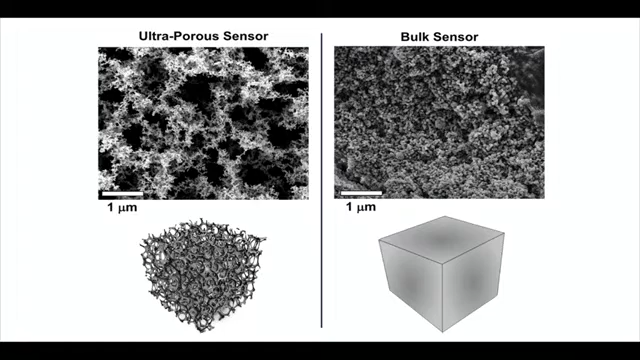 Ultra-Porous Sensor
Bulk Sensor
1 μm
1 μm